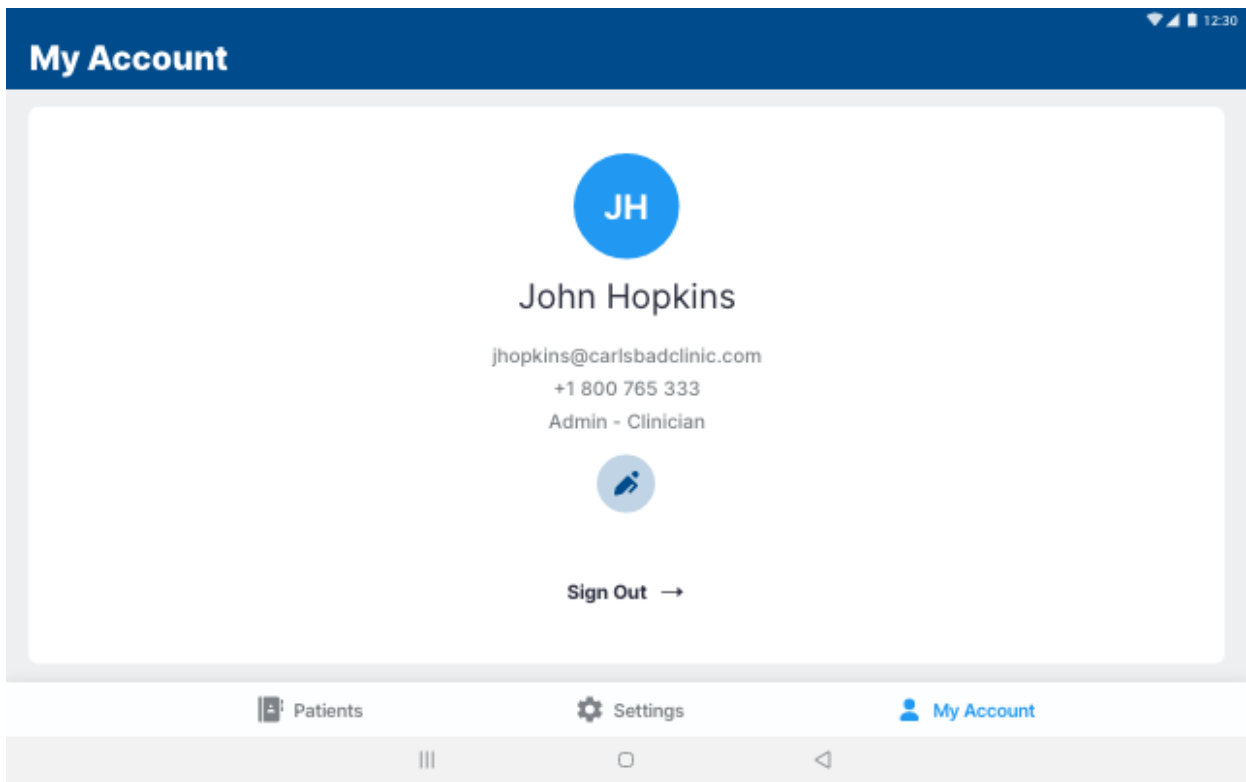 12:30
My Account
JH
John Hopkins
jhopkins@carlsbadclinic.com
+1 800 765 333
Admin - Clinician
Sign Out →
Patients
Settings
My Account